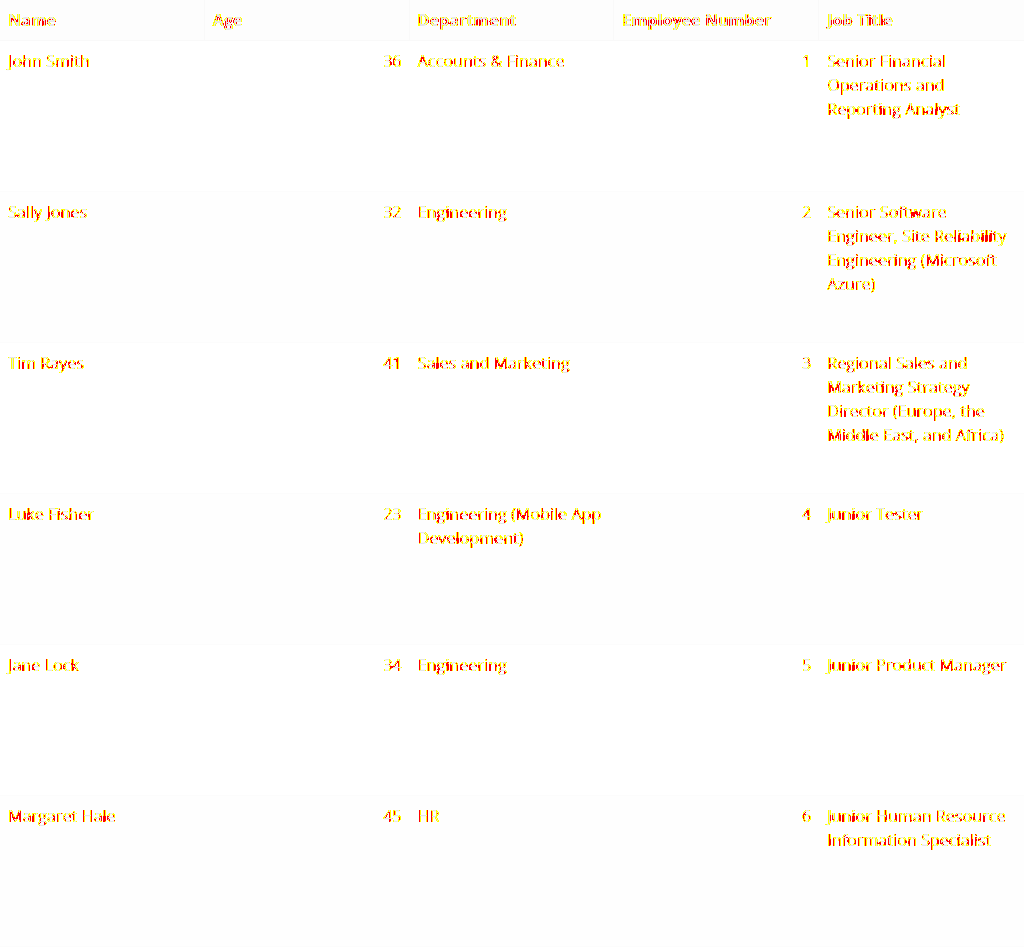 Name Age Department Employee Number Job Title
John Smith 36 Accounts & Finance 1 Senior Financial
Operations and
Reporting Analyst
Sally Jones 32 Engineering 2 Senior Software
Engineer, Site Reliability
Engineering (Microsoft
Azure)
Tim Rayes 41 Sales and Marketing 3 Regional Sales and
Marketing Strategy
Director (Europe, the
Middle East, and Africa)
Luke Fisher 23 Engineering (Mobile App 4 Junior Tester
Development)
Jane Lock 34 Engineering 5 Junior Product Manager
Margaret Hale 45 HR 6 Junior Human Resource
Information Specialist